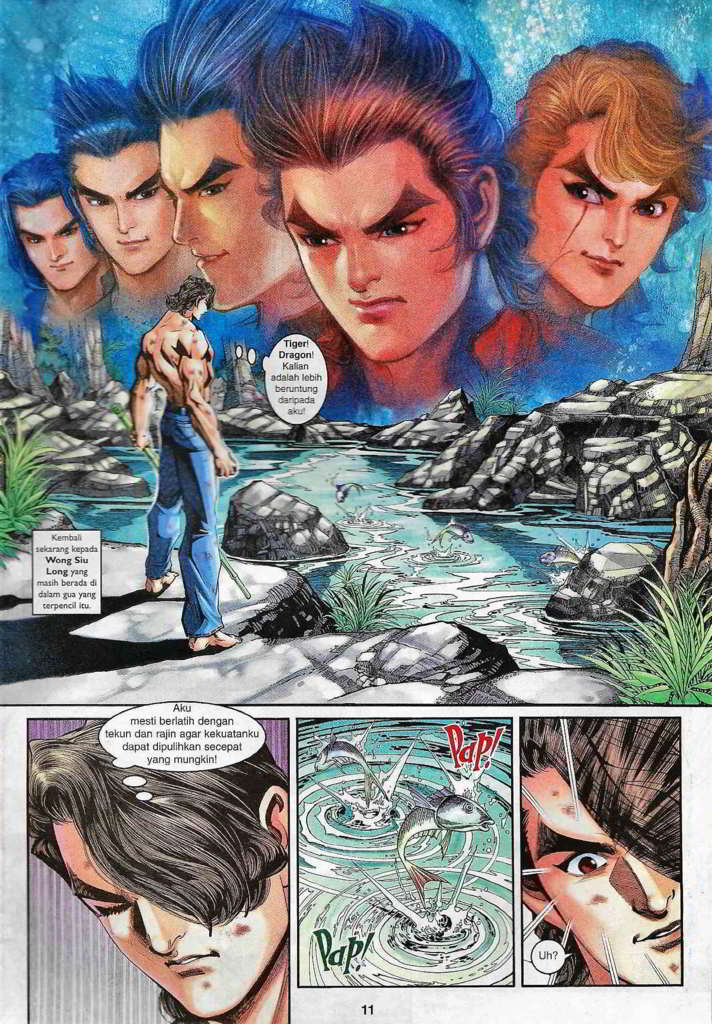 Tiger!
Dragon!
Kalian
adalah lebih
beruntung
daripada
aku!
Kembali
sekarang kepada
Wong Siu
Long yang
masih berada di
dalam gua yang
terpencil itu.
Aku
mesti berlatih dengan
tekun dan rajin agar kekuatanku
dapat dipulihkan secepat
yang mungkin!
Pap!
Pap!
Uh?
11